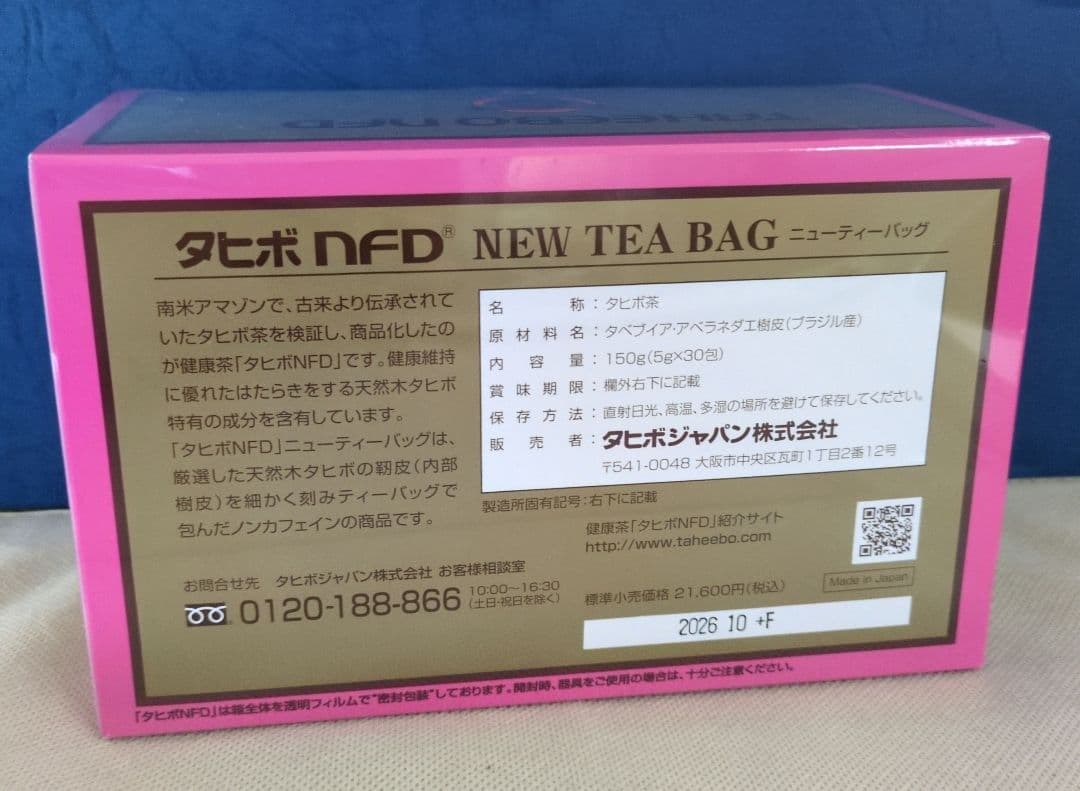 TAHEEBO NFD
タヒボ NFD® NEW TEA BAG ニューティーバッグ
南米アマゾンで、古来より伝承されて
いたタヒボ茶を検証し、商品化したの
が健康茶「タヒボNFD」です。健康維持
に優れたはたらきをする天然木タヒボ
特有の成分を含有しています。
「タヒボNFD」ニューティーバッグは、
厳選した天然木タヒボの靭皮(内部
樹皮)を細かく刻みティーバッグで
包んだノンカフェインの商品です。
名称:タヒボ茶
原材料名:タベブイア・アベラネダエ樹皮(ブラジル産)
内容量:150g(5g×30包)
賞味期限:欄外右下に記載
保存方法:直射日光、高温、多湿の場所を避けて保存してください。
販売者:タヒボジャパン株式会社
〒541-0048 大阪市中央区瓦町1丁目2番12号
製造所固有記号:右下に記載
健康茶「タヒボNFD」紹介サイト
http://www.taheebo.com
お問合せ先 タヒボジャパン株式会社 お客様相談室
0120-188-866 10:00〜16:30
(土日・祝日を除く)
Made in Japan
標準小売価格 21,600円(税込)
2026 10 +F
「タヒボNFD」は箱全体を透明フィルムで"密封包装"しております。開封時、器具をご使用の場合は、十分ご注意ください。